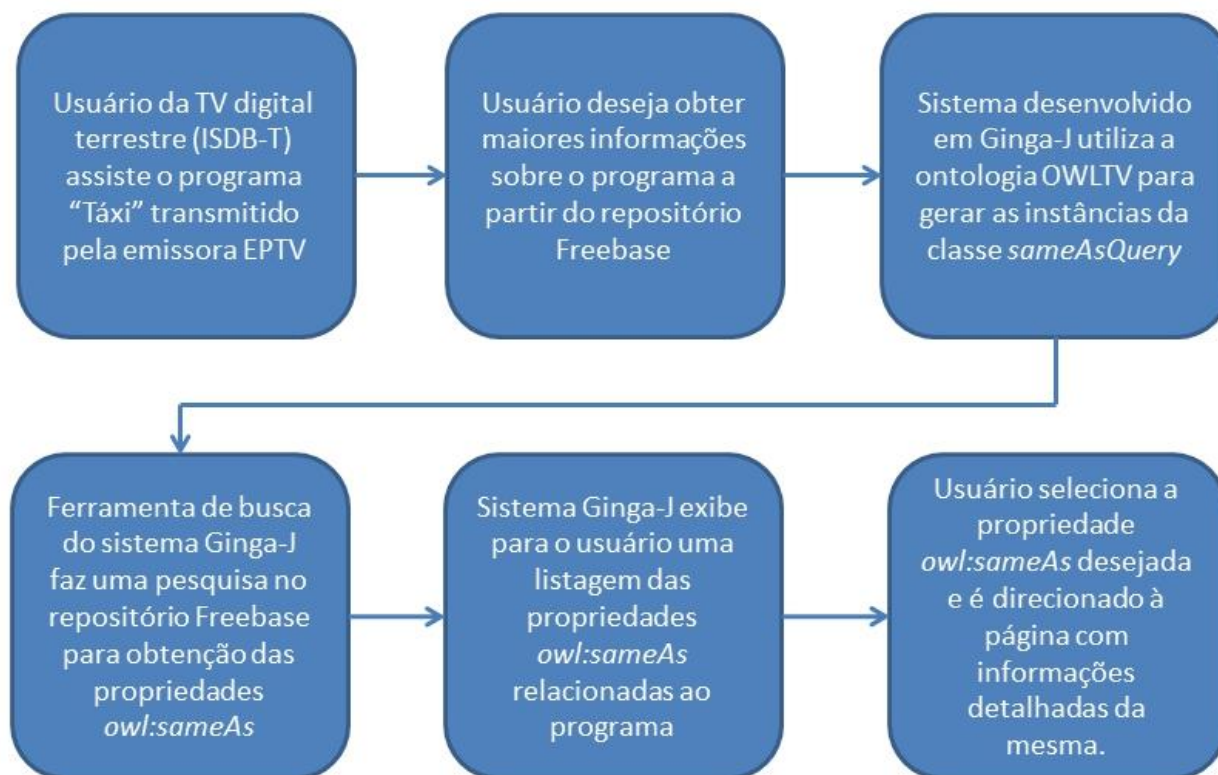 Usuário da TV digital
terrestre (ISDB-T)
assiste o programa
“Táxi” transmitido
pela emissora EPTV
Usuário deseja obter
maiores informações
sobre o programa a
partir do repositório
Freebase
Sistema desenvolvido
em Ginga-J utiliza a
ontologia OWLTV para
gerar as instâncias da
classe sameAsQuery
Ferramenta de busca
do sistema Ginga-J
faz uma pesquisa no
repositório Freebase
para obtenção das
propriedades
owl:sameAs
Sistema Ginga-J exibe
para o usuário uma
listagem das
propriedades
owl:sameAs
relacionadas ao
programa
Usuário seleciona a
propriedade
owl:sameAs desejada
e é direcionado à
página com
informações
detalhadas da
mesma.